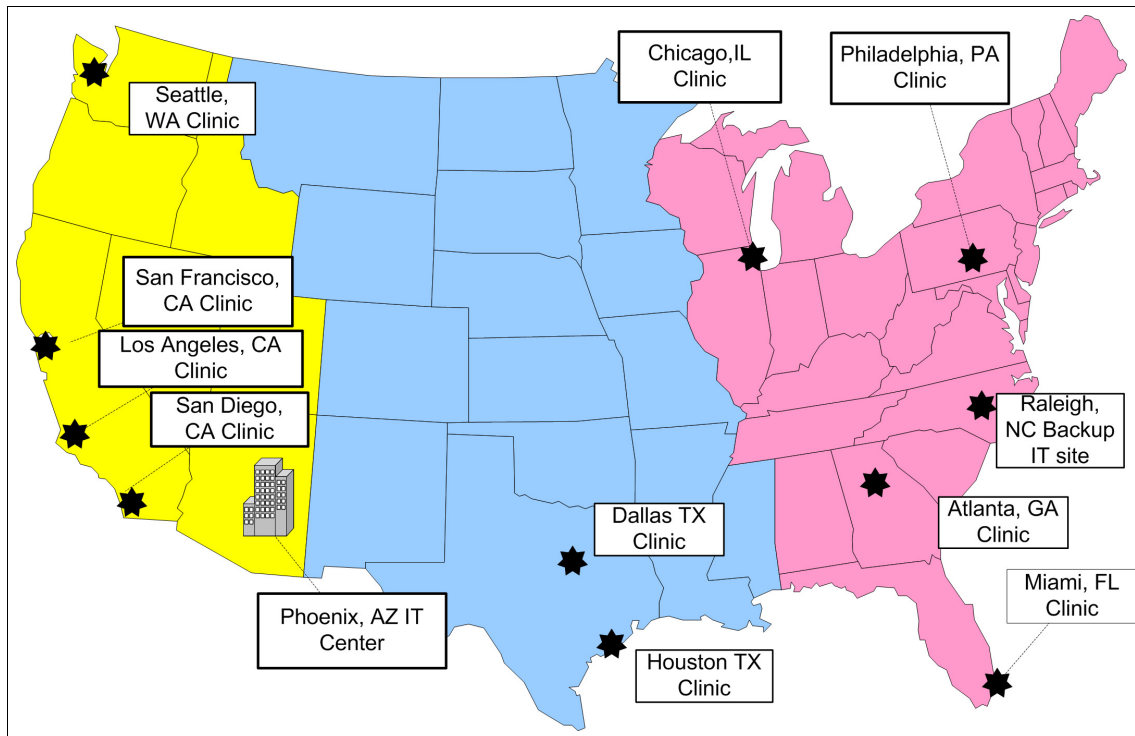 Chicago,IL
Clinic
Philadelphia, PA
Clinic
Seattle,
WA Clinic
San Francisco,
CA Clinic
Los Angeles, CA
Clinic
San Diego,
CA Clinic
Raleigh,
NC Backup
IT site
Dallas TX
Clinic
Atlanta, GA
Clinic
Phoenix, AZ IT
Center
Miami, FL
Clinic
Houston TX
Clinic